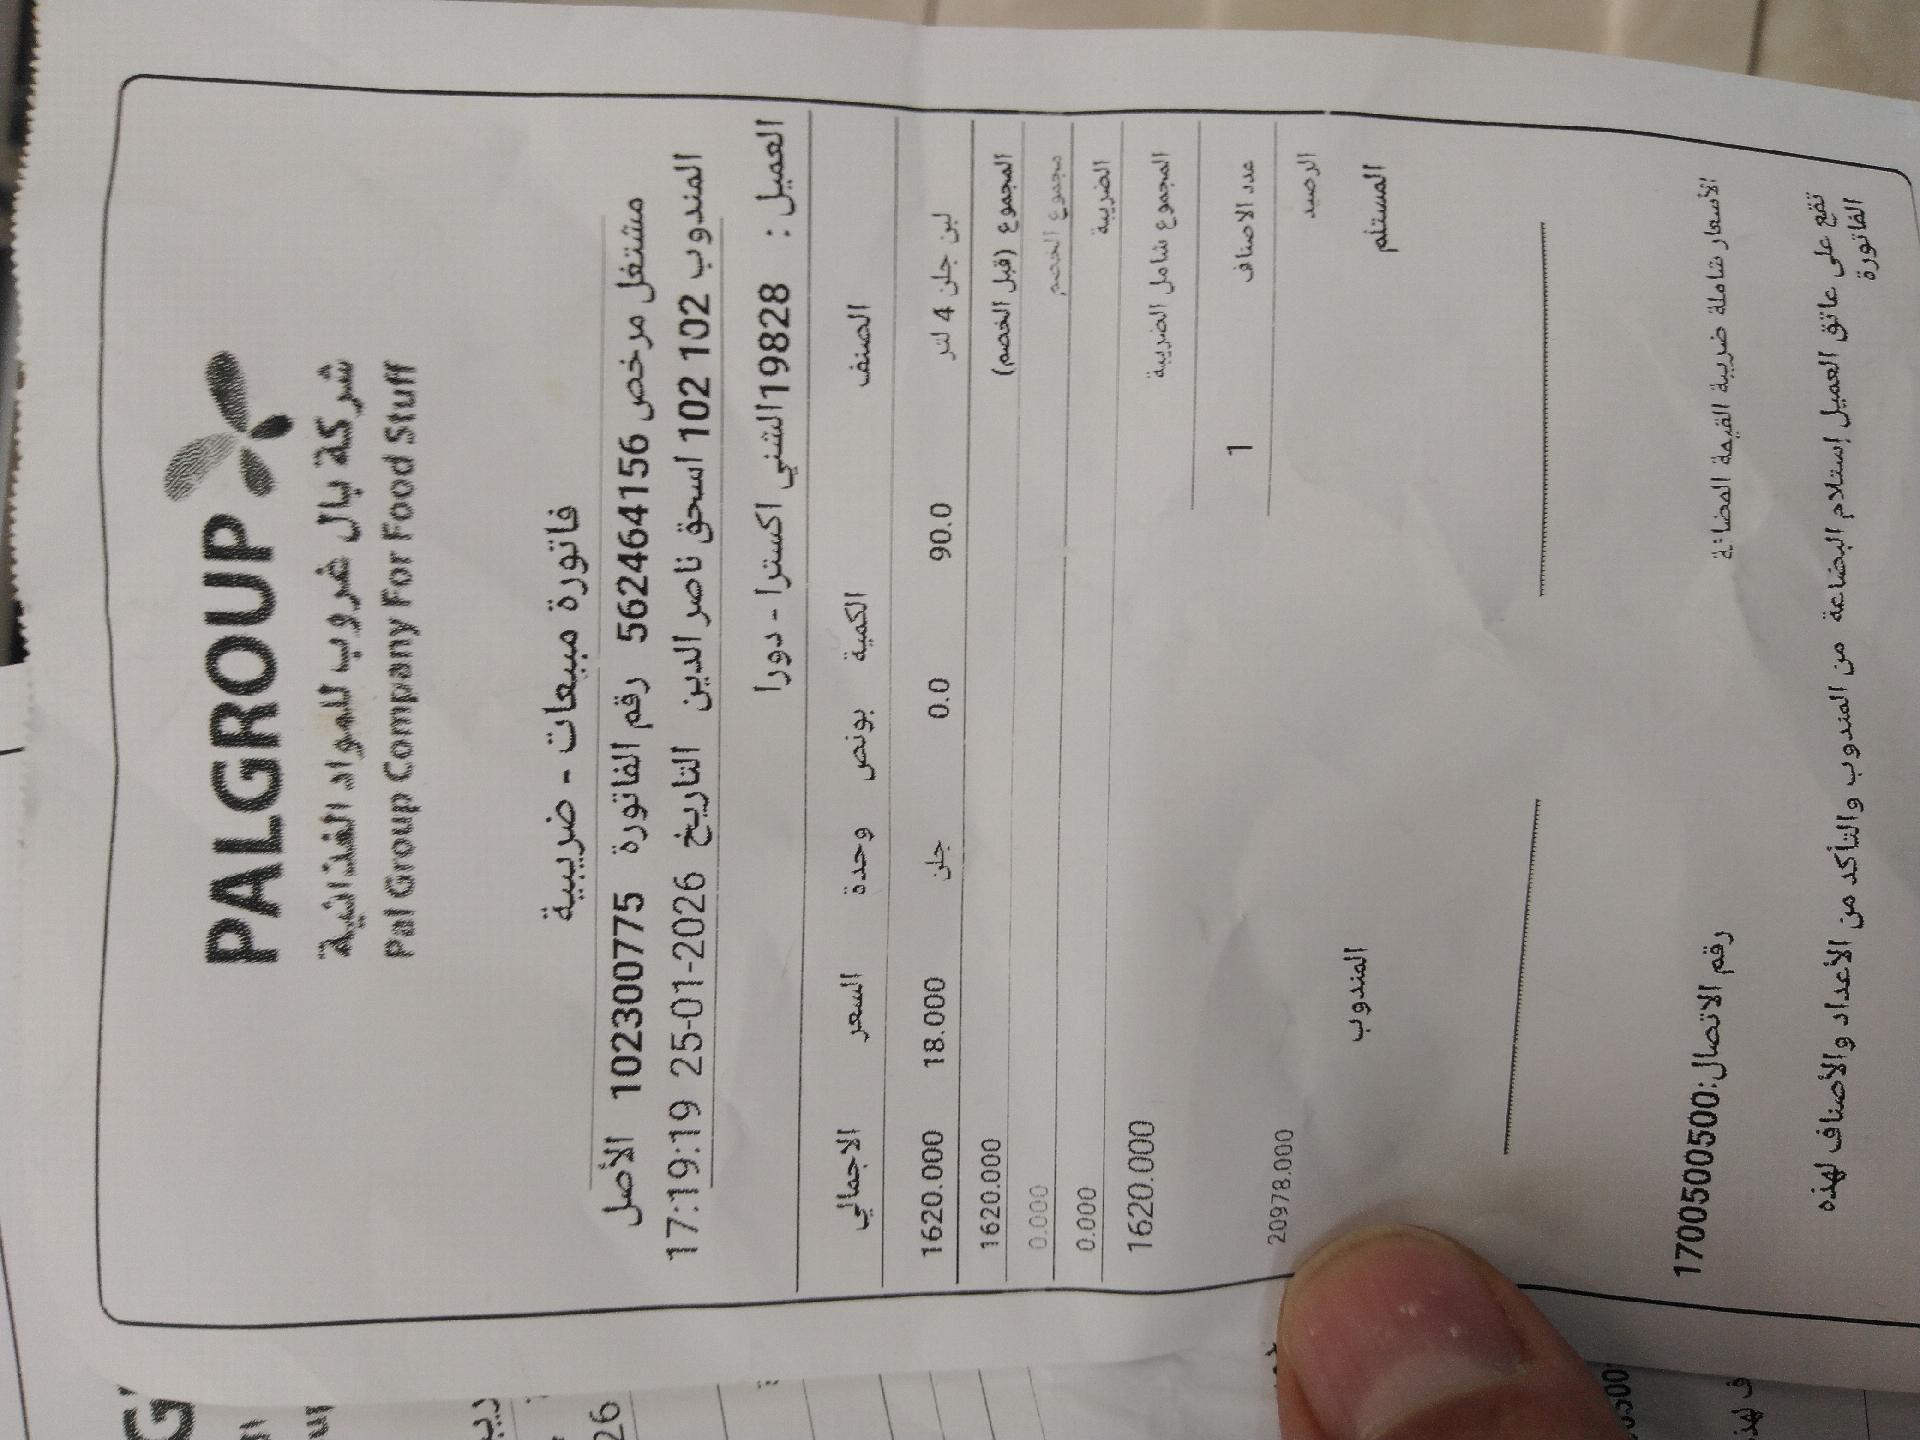 PALGROUP
شركة بال غروب للمواد الغذائية
Pal Group Company For Food Stuff
فاتورة مبيعات - ضريبية
مشتغل مرخص 562464156 رقم الفاتورة 102300775 الأصل
المندوب 102 102 اسحق ناصر الدين التاريخ 25-01-2026 17:19:19
العميل : 19828الشني اكسترا - دورا
الصنف الكمية بونص وحدة السعر الاجمالي
لبن جلن 4 لتر 90.0 0.0 جلن 18.000 1620.000
المجموع (قبل الخصم) 1620.000
مجموع الخصم 0.000
الضريبة 0.000
المجموع شامل الضريبة 1620.000
عدد الاصناف 1
الرصيد 20978.000
المستلم المندوب
الأسعار شاملة ضريبة القيمة المضافة رقم الاتصال:1700500500
تقع على عاتق العميل إستلام البضاعة من المندوب والتأكد من الأعداد والأصناف لهذه
الفاتورة